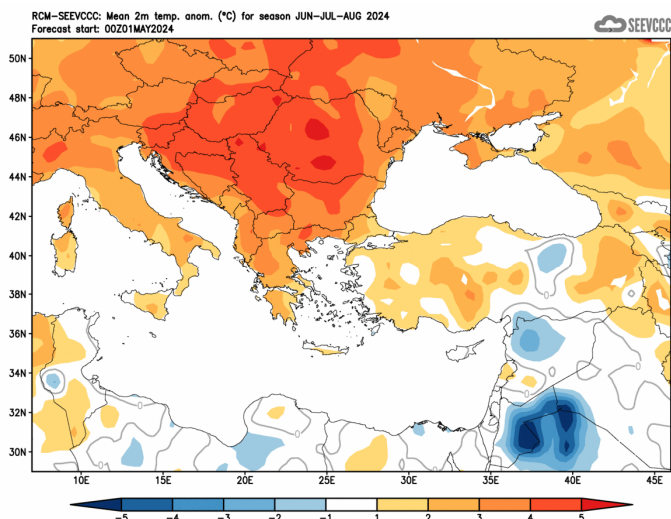 RCM-SEEVCCC: Mean 2m temp. anom. (°C) for season JUN-JUL-AUG 2024
Forecast start: 00Z01MAY2024
SEEVCCC
50N
48N
46N
44N
42N
40N
38N
36N
34N
32N
30N
10E 15E 20E 25E 30E 35E 40E 45E
-5 -4 -3 -2 -1 1 2 3 4 5